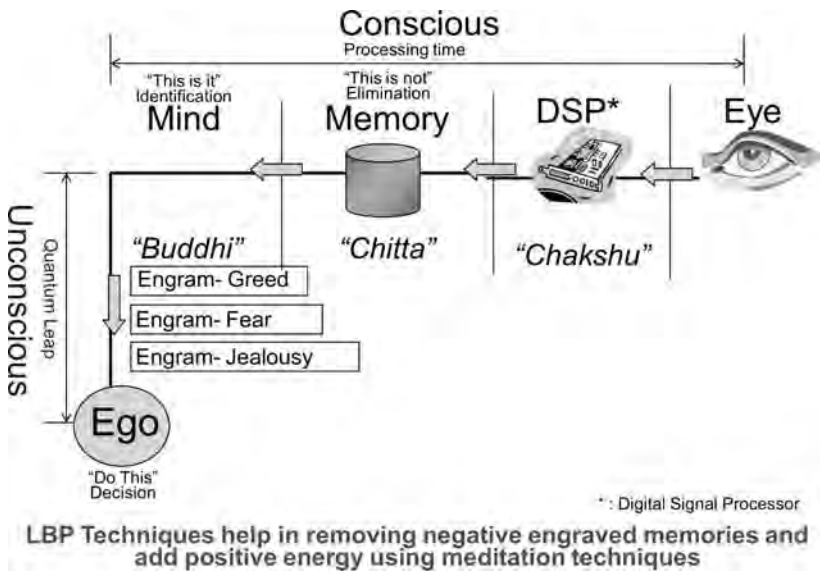 Conscious
Processing time
“This is it”
Identification
Mind
“This is not”
Elimination
Memory
DSP*
Eye
Unconscious
Quantum Leap
“Buddhi”
“Chitta”
“Chakshu”
Engram- Greed
Engram- Fear
Engram- Jealousy
Ego
“Do This”
Decision
* : Digital Signal Processor
LBP Techniques help in removing negative engraved memories and
add positive energy using meditation techniques